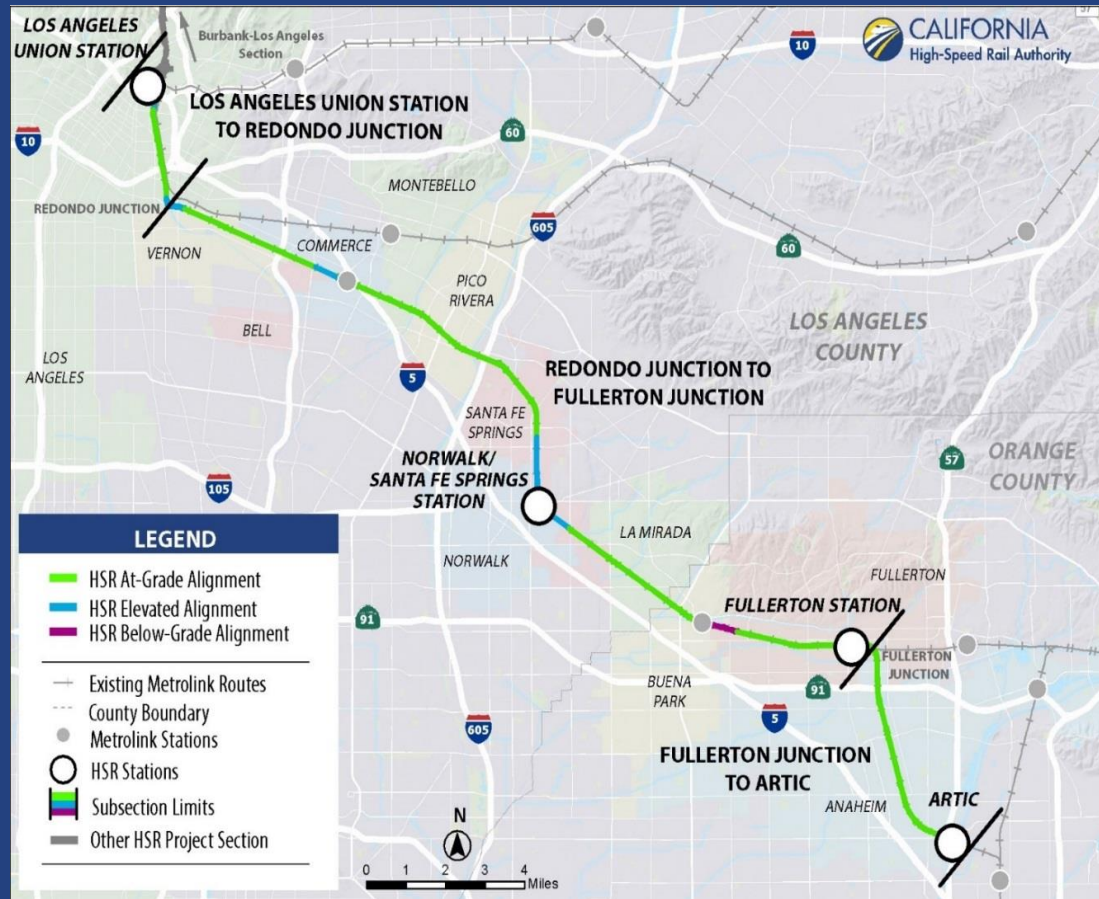 LOS ANGELES
UNION STATION
Burbank-Los Angeles
Section
10
57
CALIFORNIA
High-Speed Rail Authority
LOS ANGELES UNION STATION
TO REDONDO JUNCTION
10
60
MONTEBELLO
REDONDO JUNCTION
605
VERNON
COMMERCE
60
PICO
RIVERA
BELL
LOS ANGELES
COUNTY
LOS
ANGELES
5
REDONDO JUNCTION TO
FULLERTON JUNCTION
SANTA FE
SPRINGS
NORWALK/
SANTA FE SPRINGS
STATION
57
ORANGE
COUNTY
105
LA MIRADA
NORWALK
FULLERTON
FULLERTON STATION
91
FULLERTON
JUNCTION
BUENA
PARK
91
5
605
FULLERTON JUNCTION
TO ARTIC
ANAHEIM
ARTIC
LEGEND
HSR At-Grade Alignment
HSR Elevated Alignment
HSR Below-Grade Alignment
Existing Metrolink Routes
County Boundary
Metrolink Stations
HSR Stations
Subsection Limits
Other HSR Project Section
N
0 1 2 3 4
Miles